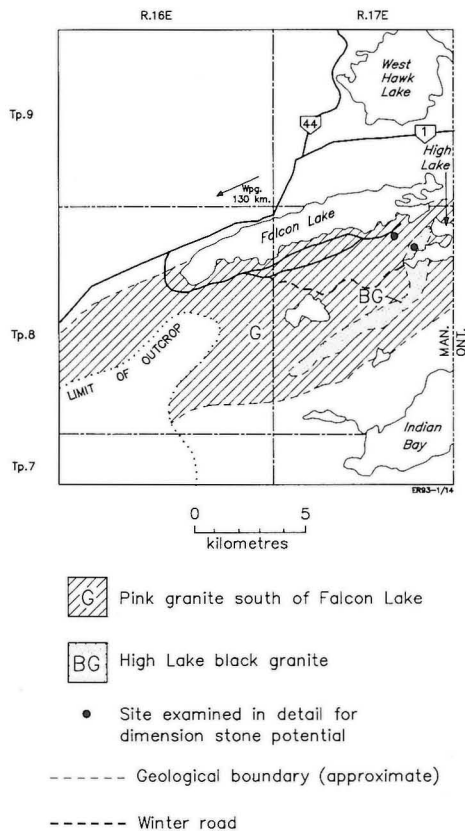 R.16E
R.17E
Tp.9
West
Hawk
Lake
44
1
High
Lake
Wpg.
130 km.
Falcon Lake
BG
Tp.8
G
MAN.
ONT.
LIMIT OF OUTCROP
Indian
Bay
Tp.7
ER93-1/14
0 5
kilometres
G Pink granite south of Falcon Lake
BG High Lake black granite
Site examined in detail for
dimension stone potential
Geological boundary (approximate)
Winter road